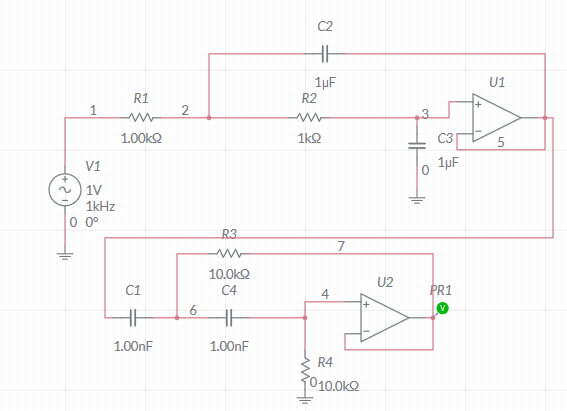 C2
1μF
U1
R1
R2
1
2
3
1.00kΩ
1kΩ
C3
5
1μF
0
V1
1V
1kHz
0 0°
R3
7
10.0kΩ
C1
C4
U2
PR1
4
V
6
1.00nF
1.00nF
R4
0
10.0kΩ